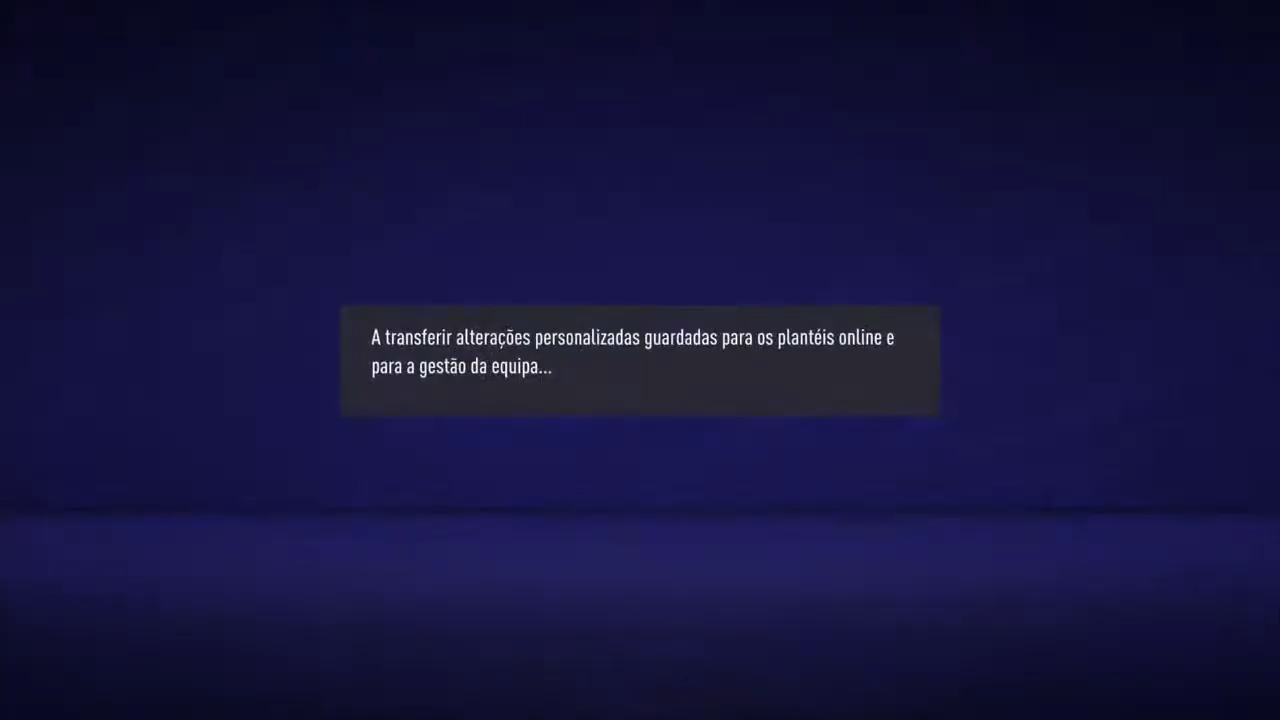 A transferir alterações personalizadas guardadas para os plantéis online e
para a gestão da equipa...